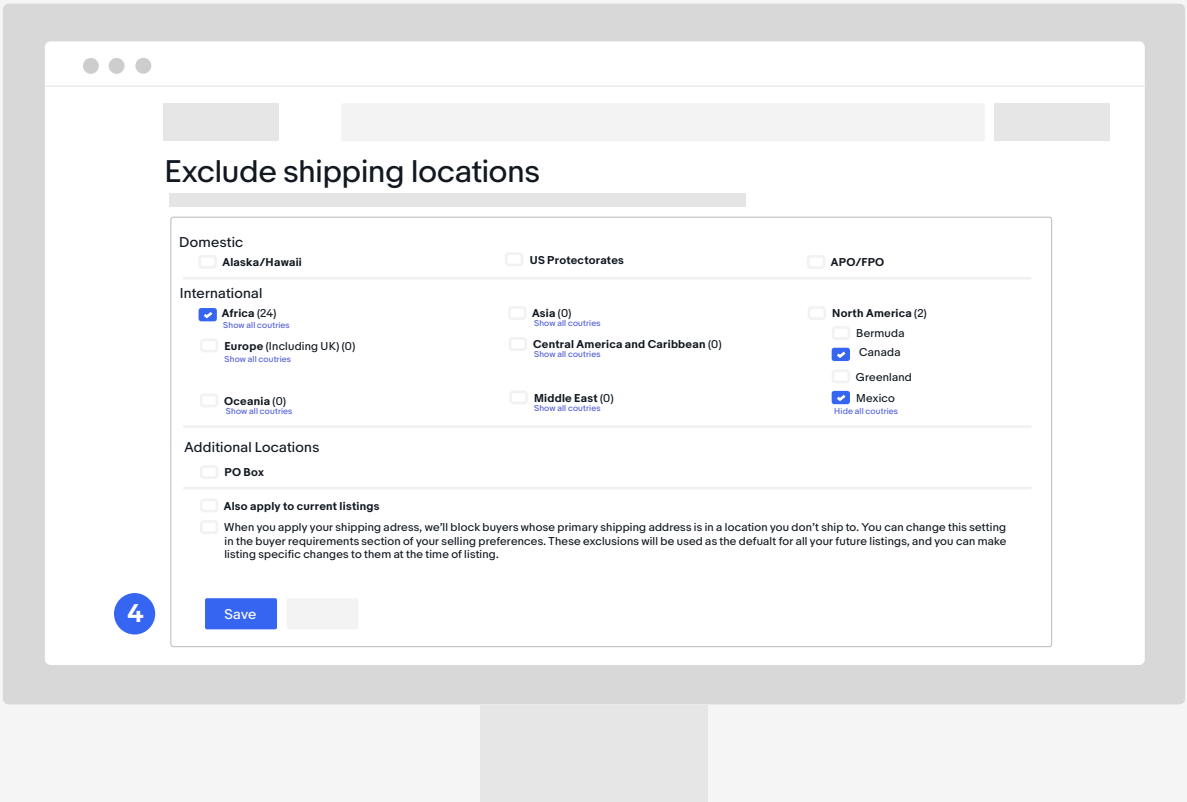 Exclude shipping locations
Domestic
Alaska/Hawaii
US Protectorates
APO/FPO
International
Africa (24)
Show all coutries
Asia (0)
Show all coutries
North America (2)
Bermuda
Canada
Greenland
Mexico
Hide all coutries
Europe (Including UK) (0)
Show all coutries
Central America and Caribbean (0)
Show all coutries
Oceania (0)
Show all coutries
Middle East (0)
Show all coutries
Additional Locations
PO Box
Also apply to current listings
When you apply your shipping adress, we’ll block buyers whose primary shipping address is in a location you don’t ship to. You can change this setting
in the buyer requirements section of your selling preferences. These exclusions will be used as the defualt for all your future listings, and you can make
listing specific changes to them at the time of listing.
4
Save